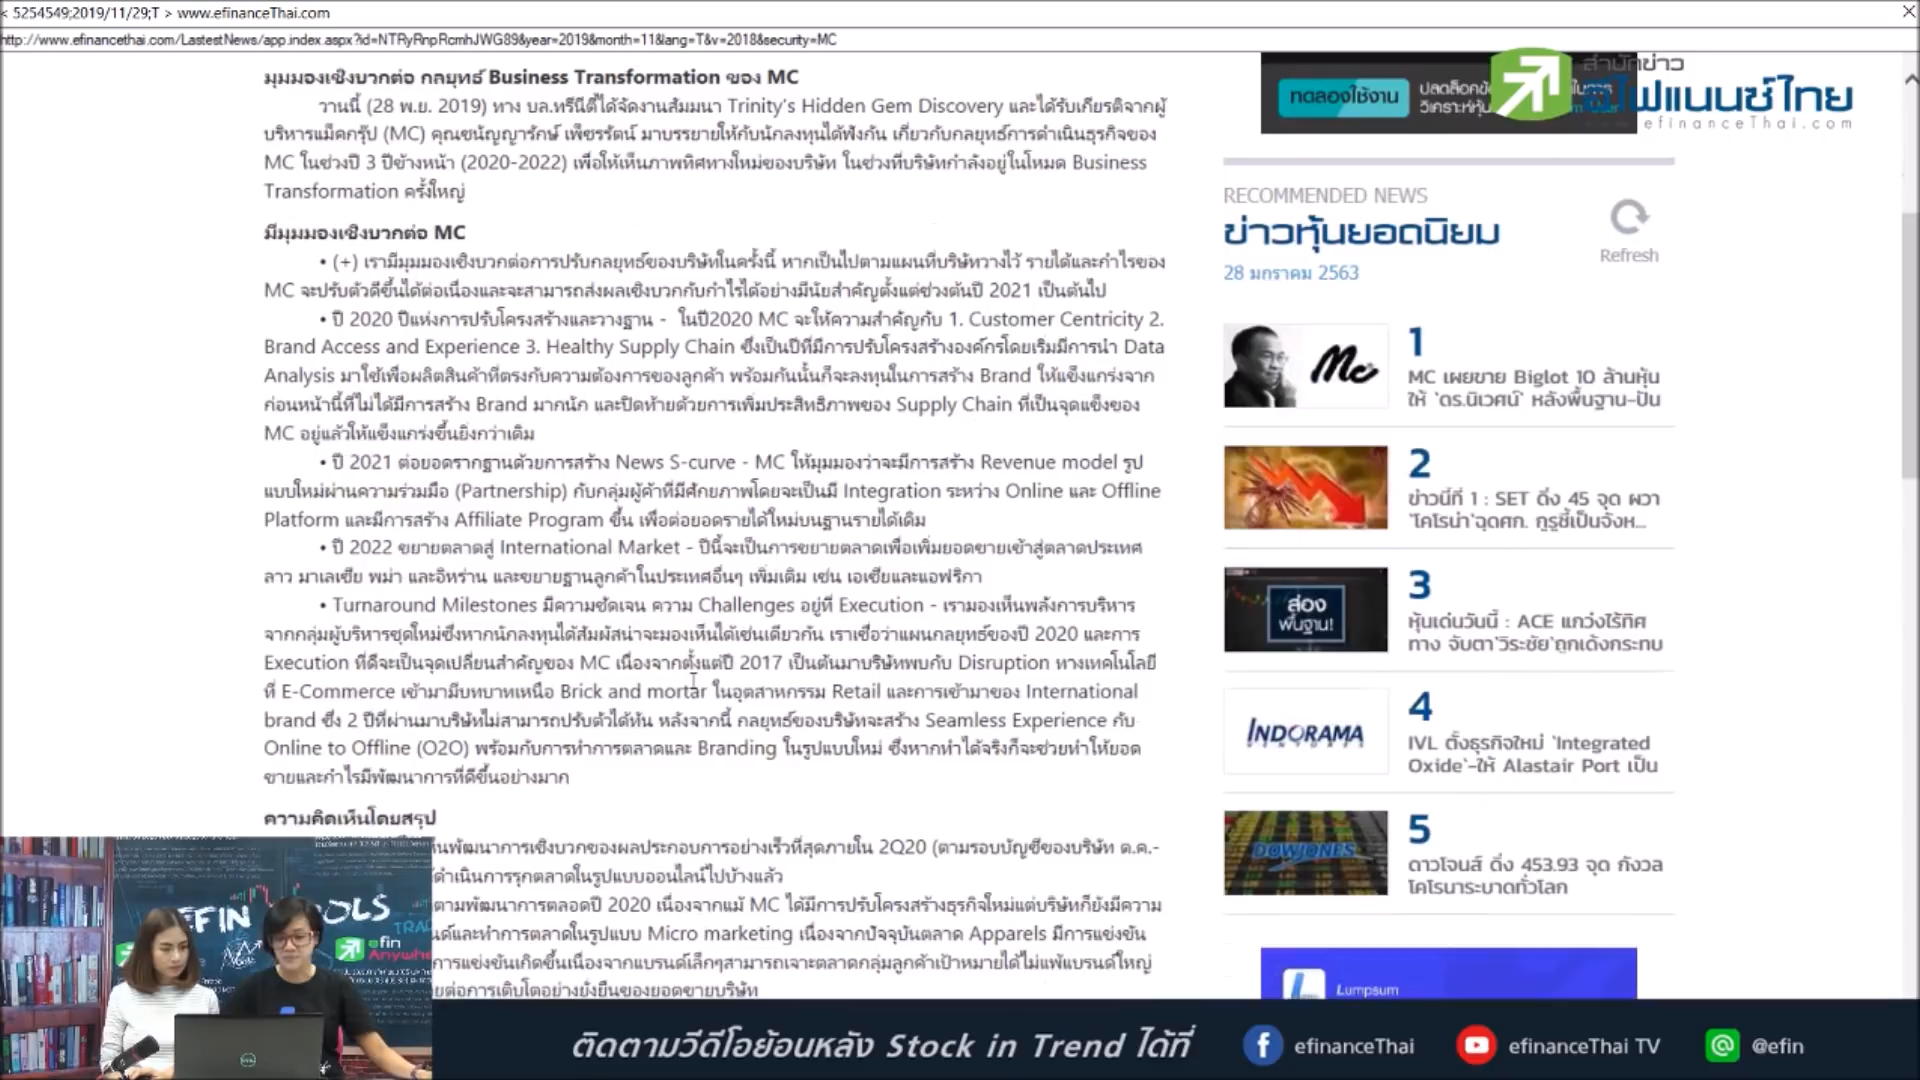 < 5254549;2019/11/29;T > www.efinanceThai.com
http://www.efinancethai.com/LastestNews/app.index.aspx?id=NTRyRnpRcmhJWG89&year=2019&month=11&lang=T&v=2018&security=MC
มุมมองเชิงบวกต่อ กลยุทธ์ Business Transformation ของ MC
วานนี้ (28 พ.ย. 2019) ทาง บล.ทรีนีตี้ได้จัดงานสัมมนา Trinity's Hidden Gem Discovery และได้รับเกียรติจากผู้
บริหารแม็คกรุ๊ป (MC) คุณชนัญญารักษ์ เพ็ชรรัตน์ มาบรรยายให้กับนักลงทุนได้ฟังกัน เกี่ยวกับกลยุทธ์การดำเนินธุรกิจของ
MC ในช่วงปี 3 ปีข้างหน้า (2020-2022) เพื่อให้เห็นภาพทิศทางใหม่ของบริษัท ในช่วงที่บริษัทกำลังอยู่ในโหมด Business
Transformation ครั้งใหญ่
มีมุมมองเชิงบวกต่อ MC
• (+) เรามีมุมมองเชิงบวกต่อการปรับกลยุทธ์ของบริษัทในครั้งนี้ หากเป็นไปตามแผนที่บริษัทวางไว้ รายได้และกำไรของ
MC จะปรับตัวดีขึ้นได้ต่อเนื่องและจะสามารถส่งผลเชิงบวกกับกำไรได้อย่างมีนัยสำคัญตั้งแต่ช่วงต้นปี 2021 เป็นต้นไป
• ปี 2020 ปีแห่งการปรับโครงสร้างและวางฐาน - ในปี2020 MC จะให้ความสำคัญกับ 1. Customer Centricity 2.
Brand Access and Experience 3. Healthy Supply Chain ซึ่งเป็นปีที่มีการปรับโครงสร้างองค์กรโดยเริ่มมีการนำ Data
Analysis มาใช้เพื่อผลิตสินค้าที่ตรงกับความต้องการของลูกค้า พร้อมกันนั้นก็จะลงทุนในการสร้าง Brand ให้แข็งแกร่งจาก
ก่อนหน้านี้ที่ไม่ได้มีการสร้าง Brand มากนัก และปิดท้ายด้วยการเพิ่มประสิทธิภาพของ Supply Chain ที่เป็นจุดแข็งของ
MC อยู่แล้วให้แข็งแกร่งขึ้นยิ่งกว่าเดิม
• ปี 2021 ต่อยอดรากฐานด้วยการสร้าง News S-curve - MC ให้มุมมองว่าจะมีการสร้าง Revenue model รูป
แบบใหม่ผ่านความร่วมมือ (Partnership) กับกลุ่มผู้ค้าที่มีศักยภาพโดยจะเป็นมี Integration ระหว่าง Online และ Offline
Platform และมีการสร้าง Affiliate Program ขึ้น เพื่อต่อยอดรายได้ใหม่บนฐานรายได้เดิม
• ปี 2022 ขยายตลาดสู่ International Market - ปีนี้จะเป็นการขยายตลาดเพื่อเพิ่มยอดขายเข้าสู่ตลาดประเทศ
ลาว มาเลเซีย พม่า และอิหร่าน และขยายฐานลูกค้าในประเทศอื่นๆ เพิ่มเติม เช่น เอเชียและแอฟริกา
• Turnaround Milestones มีความชัดเจน ความ Challenges อยู่ที่ Execution - เรามองเห็นพลังการบริหาร
จากกลุ่มผู้บริหารชุดใหม่ซึ่งหากนักลงทุนได้สัมผัสน่าจะมองเห็นได้เช่นเดียวกัน เราเชื่อว่าแผนกลยุทธ์ของปี 2020 และการ
Execution ที่ดีจะเป็นจุดเปลี่ยนสำคัญของ MC เนื่องจากตั้งแต่ปี 2017 เป็นต้นมาบริษัทพบกับ Disruption ทางเทคโนโลยี
ที่ E-Commerce เข้ามามีบทบาทเหนือ Brick and mortar ในอุตสาหกรรม Retail และการเข้ามาของ International
brand ซึ่ง 2 ปีที่ผ่านมาบริษัทไม่สามารถปรับตัวได้ทัน หลังจากนี้ กลยุทธ์ของบริษัทจะสร้าง Seamless Experience กับ
Online to Offline (O2O) พร้อมกับการทำการตลาดและ Branding ในรูปแบบใหม่ ซึ่งหากทำได้จริงก็จะช่วยทำให้ยอด
ขายและกำไรมีพัฒนาการที่ดีขึ้นอย่างมาก
ความคิดเห็นโดยสรุป
นพัฒนาการเชิงบวกของผลประกอบการอย่างเร็วที่สุดภายใน 2Q20 (ตามรอบบัญชีของบริษัท ต.ค.-
ดำเนินการรุกตลาดในรูปแบบออนไลน์ไปบ้างแล้ว
ตามพัฒนาการตลอดปี 2020 เนื่องจากแม้ MC ได้มีการปรับโครงสร้างธุรกิจใหม่แต่บริษัทก็ยังมีความ
นด์และทำการตลาดในรูปแบบ Micro marketing เนื่องจากปัจจุบันตลาด Apparels มีการแข่งขัน
การแข่งขันเกิดขึ้นเนื่องจากแบรนด์เล็กๆสามารถเจาะตลาดกลุ่มลูกค้าเป้าหมายได้ไม่แพ้แบรนด์ใหญ่
ยต่อการเติบโตอย่างยั่งยืนของยอดขายบริษัท
ทดลองใช้งาน
สำนักข่าว
อีไฟแนนซ์ไทย
www.efinanceThai.com
RECOMMENDED NEWS
ข่าวหุ้นยอดนิยม
28 มกราคม 2563
Refresh
Mc
1
MC เผยขาย Biglot 10 ล้านหุ้น
ให้ `ดร.นิเวศน์` หลังพื้นฐาน-ปัน
2
ข่าวนี้ที่ 1 : SET ดิ่ง 45 จุด ผวา
`โคโรน่า`ฉุดศก. กูรูชี้เป็นจังห...
ส่อง
พื้นฐาน!
3
หุ้นเด่นวันนี้ : ACE แกว่งไร้ทิศ
ทาง จับตา`วีระชัย`ถูกเด้งกระทบ
INDORAMA
VENTURES
4
IVL ตั้งธุรกิจใหม่ `Integrated
Oxide`-ให้ Alastair Port เป็น
DOWJONES
5
ดาวโจนส์ ดิ่ง 453.93 จุด กังวล
โคโรนาระบาดทั่วโลก
Lumpsum
EFIN
OLS
TRA
efin
Anywhe
DELL
ติดตามวีดีโอย้อนหลัง Stock in Trend ได้ที่
efinanceThai
efinanceThai TV
@efin